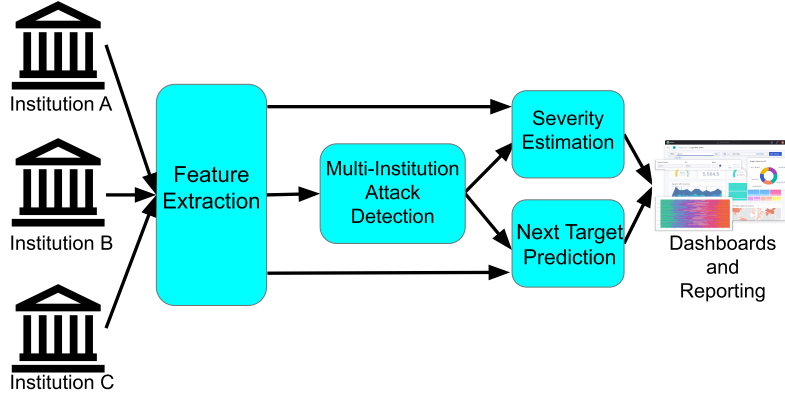 Institution A
Institution B
Institution C
Feature
Extraction
Multi-Institution
Attack
Detection
Severity
Estimation
Next Target
Prediction
Dashboards
and
Reporting